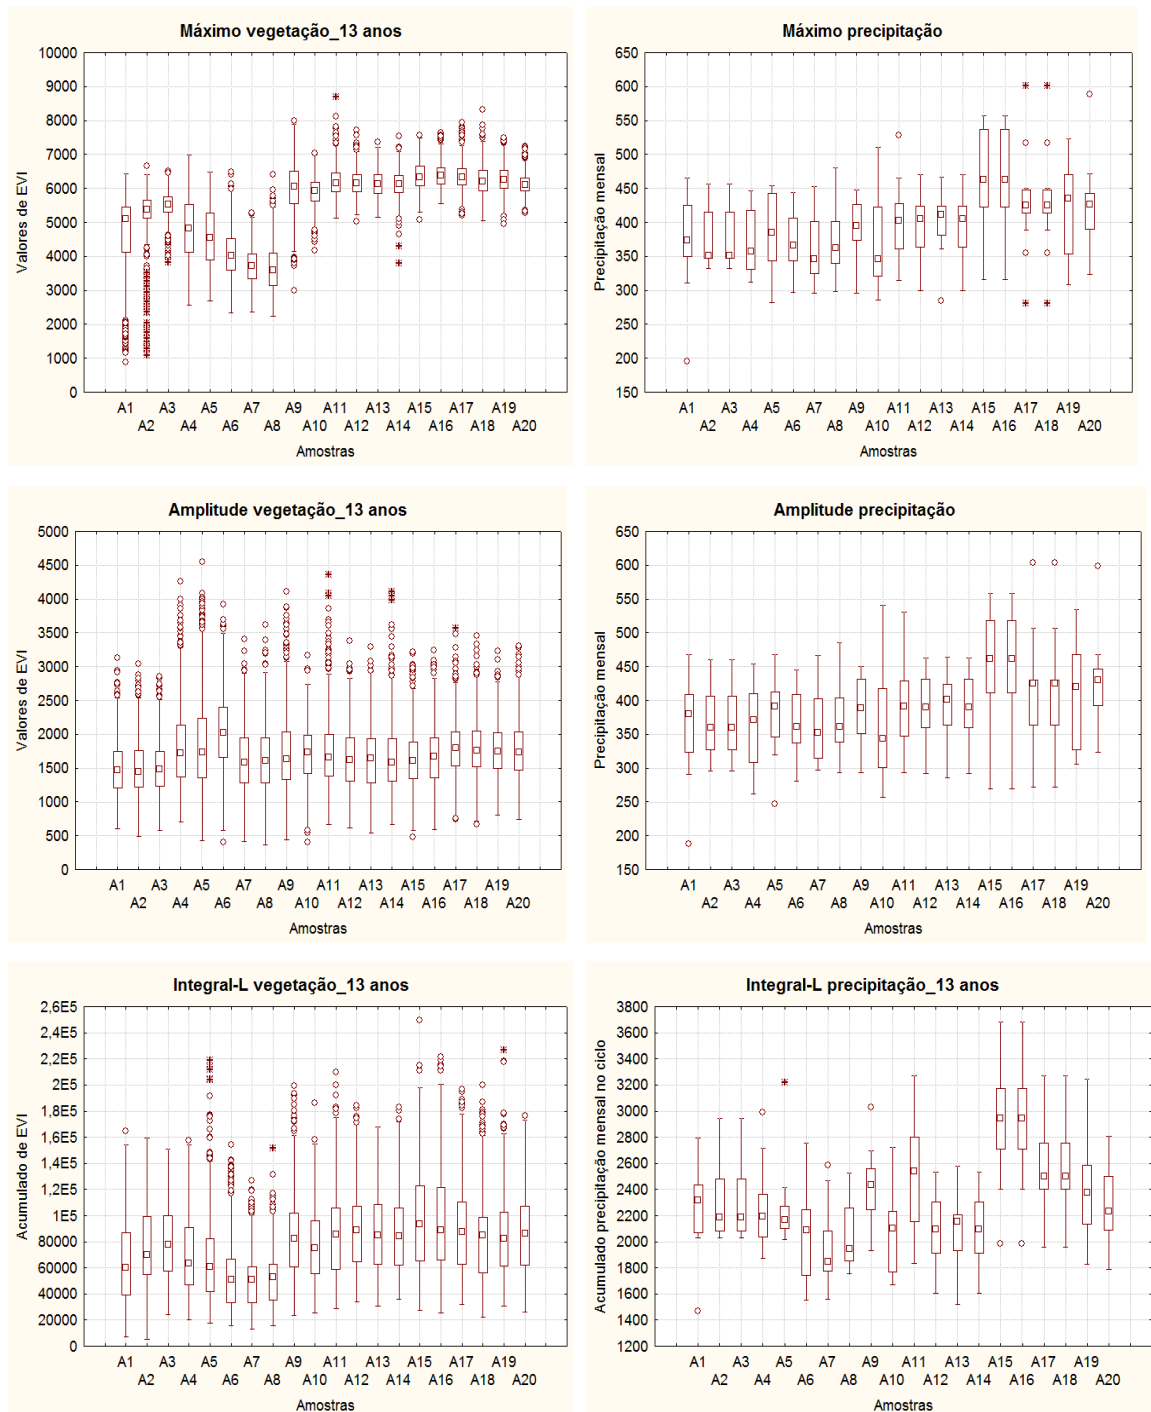 Máximo vegetação_13 anos
10000
9000
8000
7000
6000
5000
4000
3000
2000
1000
0
Valores de EVI
A1 A3 A5 A7 A9 A11 A13 A15 A17 A19
A2 A4 A6 A8 A10 A12 A14 A16 A18 A20
Amostras
Máximo precipitação
650
600
550
500
450
400
350
300
250
200
150
Precipitação mensal
A1 A3 A5 A7 A9 A11 A13 A15 A17 A19
A2 A4 A6 A8 A10 A12 A14 A16 A18 A20
Amostras
Amplitude vegetação_13 anos
5000
4500
4000
3500
3000
2500
2000
1500
1000
500
0
Valores de EVI
A1 A3 A5 A7 A9 A11 A13 A15 A17 A19
A2 A4 A6 A8 A10 A12 A14 A16 A18 A20
Amostras
Amplitude precipitação
650
600
550
500
450
400
350
300
250
200
150
Precipitação mensal
A1 A3 A5 A7 A9 A11 A13 A15 A17 A19
A2 A4 A6 A8 A10 A12 A14 A16 A18 A20
Amostras
Integral-L vegetação_13 anos
2,6E5
2,4E5
2,2E5
2E5
1,8E5
1,6E5
1,4E5
1,2E5
1E5
80000
60000
40000
20000
0
Acumulado de EVI
A1 A3 A5 A7 A9 A11 A13 A15 A17 A19
A2 A4 A6 A8 A10 A12 A14 A16 A18 A20
Amostras
Integral-L precipitação_13 anos
3800
3600
3400
3200
3000
2800
2600
2400
2200
2000
1800
1600
1400
1200
Acumulado precipitação mensal no ciclo
A1 A3 A5 A7 A9 A11 A13 A15 A17 A19
A2 A4 A6 A8 A10 A12 A14 A16 A18 A20
Amostras